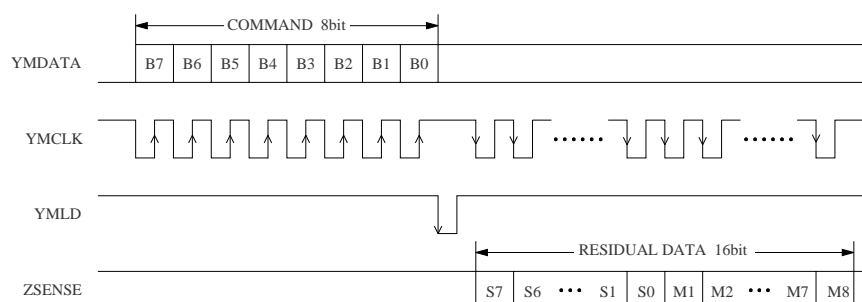 COMMAND 8bit
YMDATA B7 B6 B5 B4 B3 B2 B1 B0
YMCLK ...... ......
YMLD
RESIDUAL DATA 16bit
ZSENSE S7 S6 ... S1 S0 M1 M2 ... M7 M8